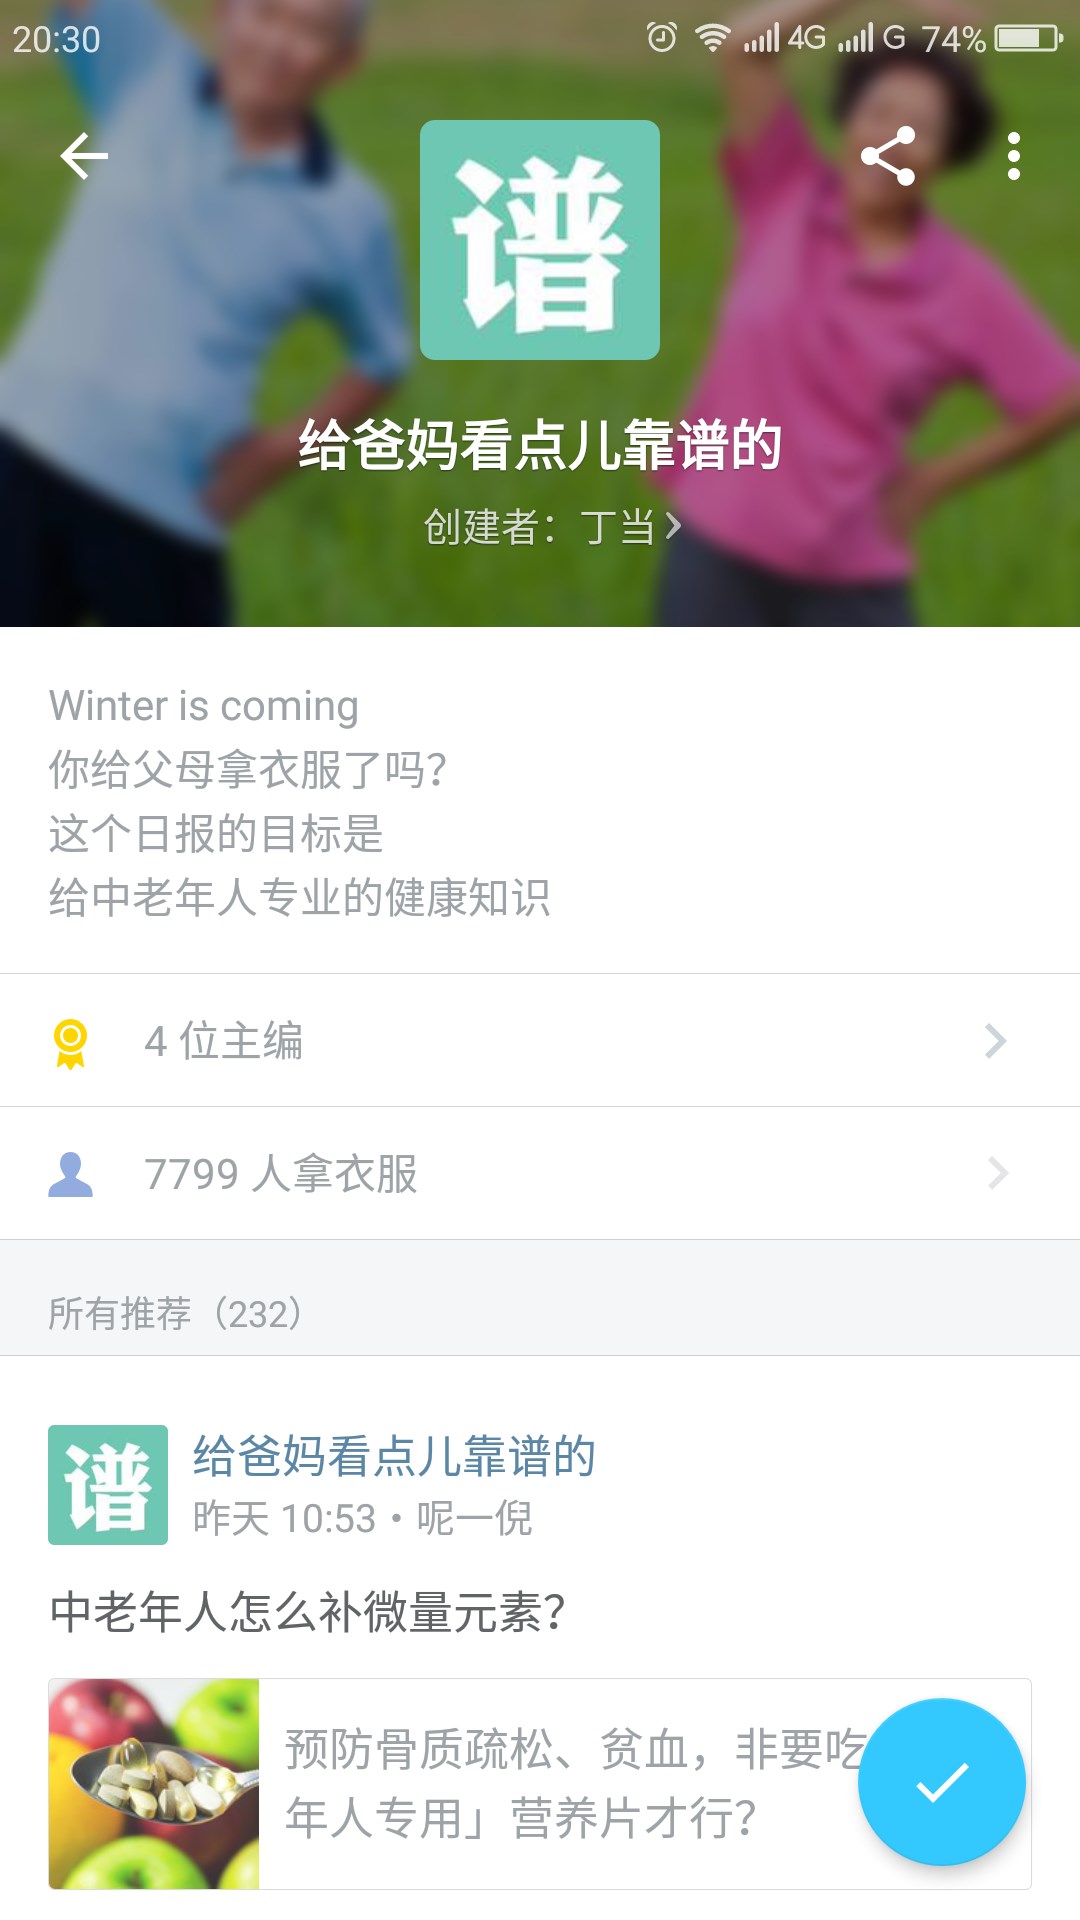 20:30
4G
G
74%
谱
给爸妈看点儿靠谱的
创建者：丁当
Winter is coming
你给父母拿衣服了吗？
这个日报的目标是
给中老年人专业的健康知识
4 位主编
7799 人拿衣服
所有推荐（232）
谱
给爸妈看点儿靠谱的
昨天 10:53 • 呢一倪
中老年人怎么补微量元素？
预防骨质疏松、贫血，非要吃
年人专用」营养片才行？